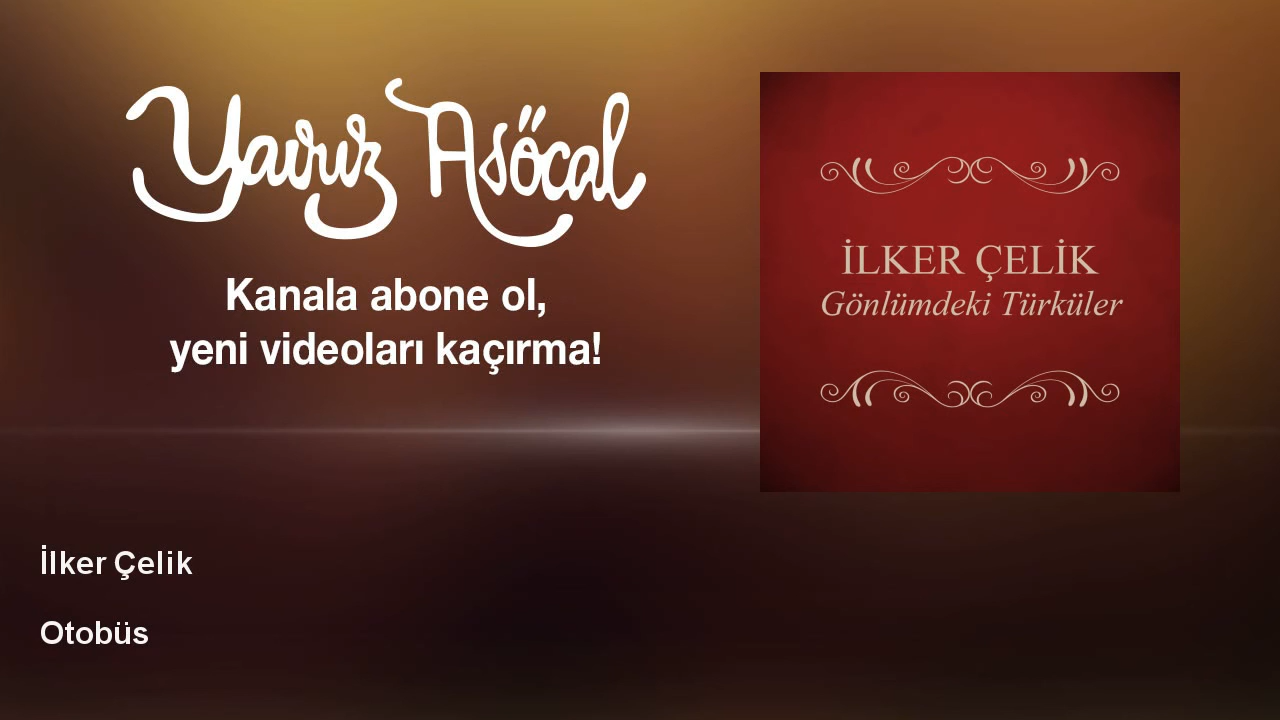 Yavuz Asöcal
Kanala abone ol,
yeni videoları kaçırma!
İLKER ÇELİK
Gönlümdeki Türküler
İlker Çelik
Otobüs